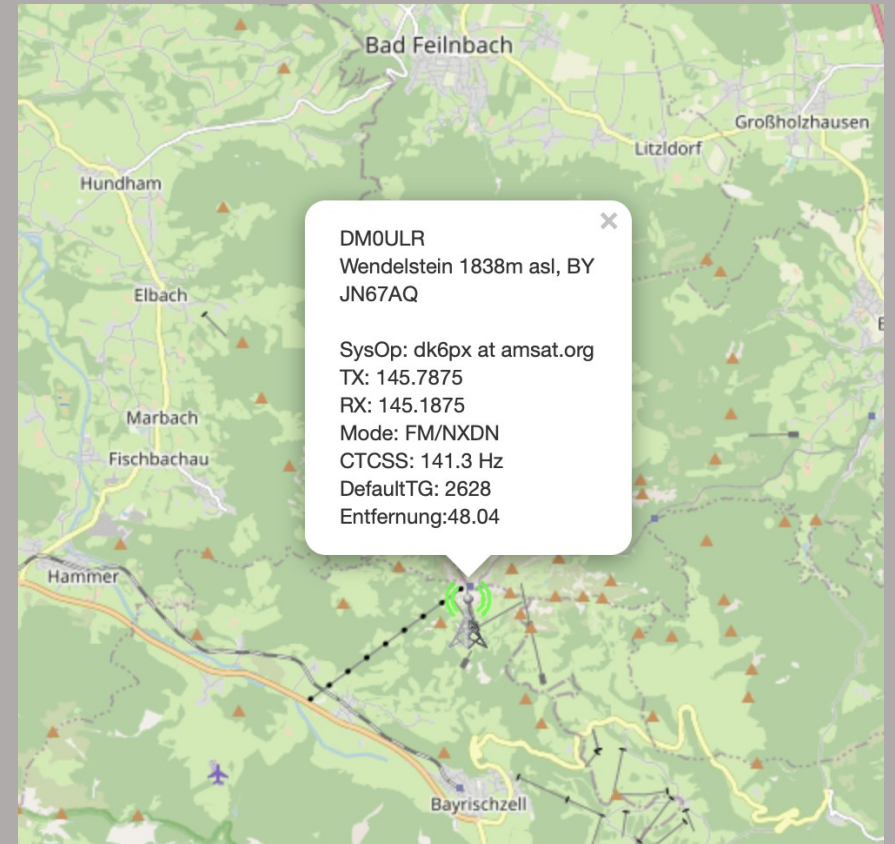 Bad Feilnbach
Großholzhausen
Litzldorf
Hundham
DM0ULR
Wendelstein 1838m asl, BY
JN67AQ
SysOp: dk6px at amsat.org
TX: 145.7875
RX: 145.1875
Mode: FM/NXDN
CTCSS: 141.3 Hz
DefaultTG: 2628
Entfernung:48.04
×
Elbach
Marbach
Fischbachau
Hammer
Bayrischzell